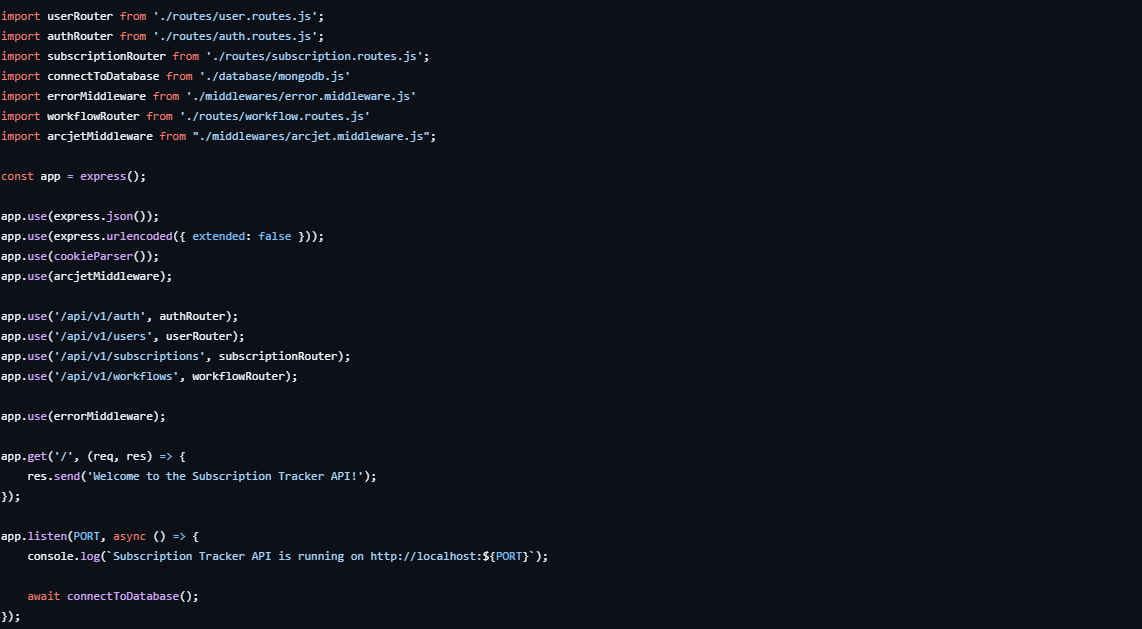 import userRouter from './routes/user.routes.js';
import authRouter from './routes/auth.routes.js';
import subscriptionRouter from './routes/subscription.routes.js';
import connectToDatabase from './database/mongodb.js'
import errorMiddleware from './middlewares/error.middleware.js'
import workflowRouter from './routes/workflow.routes.js'
import arcjetMiddleware from "./middlewares/arcjet.middleware.js";
const app = express();
app.use(express.json());
app.use(express.urlencoded({ extended: false }));
app.use(cookieParser());
app.use(arcjetMiddleware);
app.use('/api/v1/auth', authRouter);
app.use('/api/v1/users', userRouter);
app.use('/api/v1/subscriptions', subscriptionRouter);
app.use('/api/v1/workflows', workflowRouter);
app.use(errorMiddleware);
app.get('/', (req, res) => {
    res.send('Welcome to the Subscription Tracker API!');
});
app.listen(PORT, async () => {
    console.log(`Subscription Tracker API is running on http://localhost:${PORT}`);
    await connectToDatabase();
});